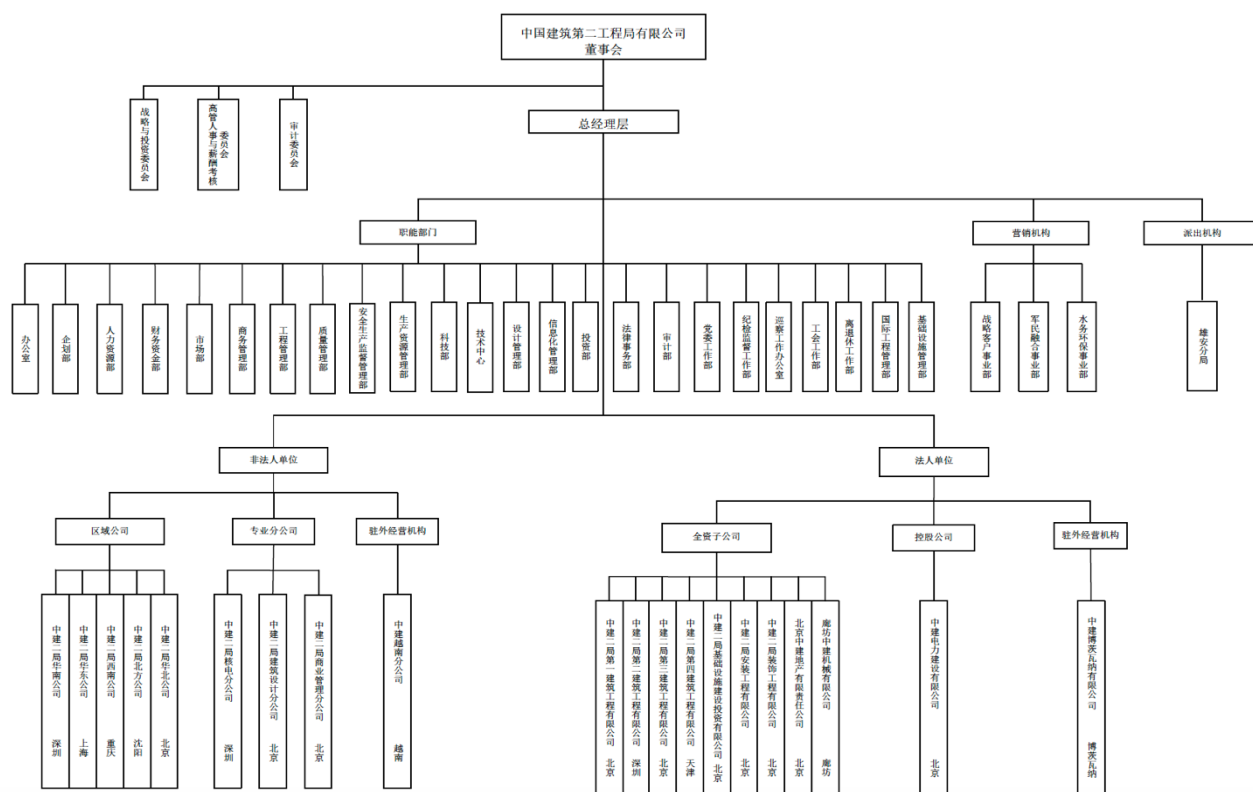 中国建筑第二工程局有限公司
董事会
战略与投资委员会
高管人事与薪酬考核
委员会
审计委员会
总经理层
职能部门
营销机构
派出机构
办公室
企划部
人力资源部
财务资金部
市场部
商务管理部
工程管理部
质量管理部
安全生产监督管理部
生产资源管理部
科技部
技术中心
设计管理部
信息化管理部
投资部
法律事务部
审计部
党委工作部
纪检监督工作部
巡察工作办公室
工会工作部
离退休工作部
国际工程管理部
基础设施管理部
战略客户事业部
军民融合事业部
水务环保事业部
雄安分局
非法人单位
法人单位
区域公司
专业分公司
驻外经营机构
全资子公司
控股公司
驻外经营机构
中建二局华南公司 深圳
中建二局华东公司 上海
中建二局西南公司 重庆
中建二局北方公司 沈阳
中建二局华北公司 北京
中建二局核电分公司 深圳
中建二局建筑设计分公司 北京
中建二局商业管理分公司 北京
中建越南分公司 越南
中建二局第一建筑工程有限公司 北京
中建二局第二建筑工程有限公司 深圳
中建二局第三建筑工程有限公司 北京
中建二局第四建筑工程有限公司 天津
中建二局基础设施建设投资有限公司 北京
中建二局安装工程有限公司 北京
中建二局装饰工程有限公司 北京
北京中建地产有限责任公司 北京
廊坊中建机械有限公司 廊坊
中建电力建设有限公司 北京
中建博茨瓦纳有限公司 博茨瓦纳